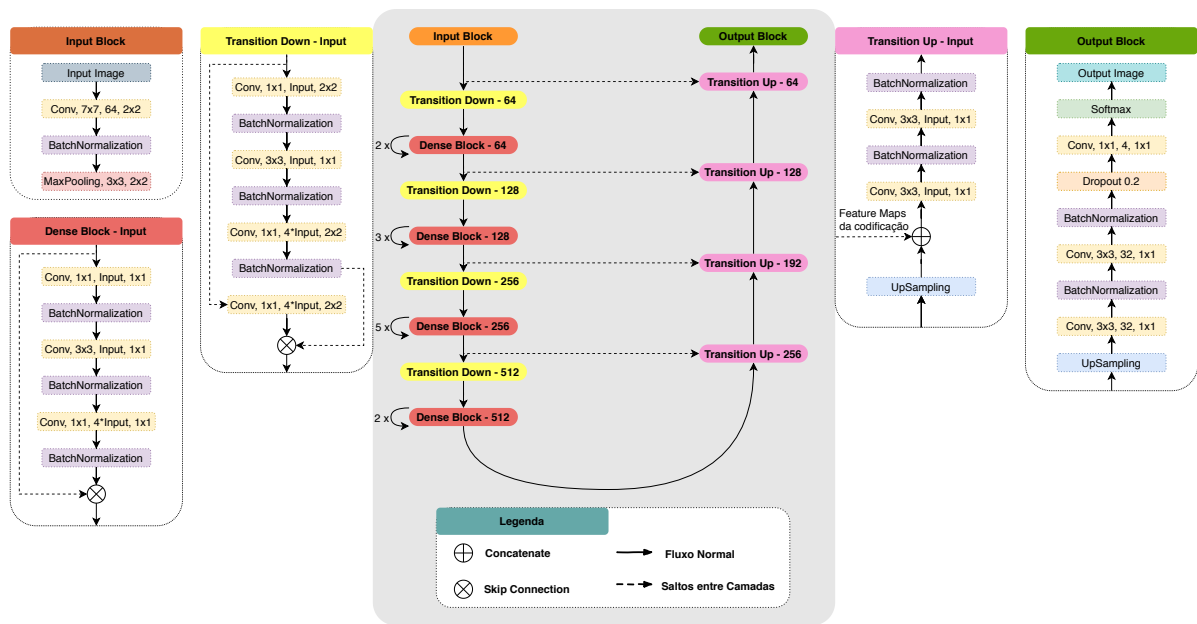 Input Block
Input Image
Conv, 7x7, 64, 2x2
BatchNormalization
MaxPooling, 3x3, 2x2
Dense Block - Input
Conv, 1x1, Input, 1x1
BatchNormalization
Conv, 3x3, Input, 1x1
BatchNormalization
Conv, 1x1, 4*Input, 1x1
BatchNormalization
Transition Down - Input
Conv, 1x1, Input, 2x2
BatchNormalization
Conv, 3x3, Input, 1x1
BatchNormalization
Conv, 1x1, 4*Input, 2x2
BatchNormalization
Conv, 1x1, 4*Input, 2x2
Input Block
Transition Down - 64
2 x
Dense Block - 64
Transition Down - 128
3 x
Dense Block - 128
Transition Down - 256
5 x
Dense Block - 256
Transition Down - 512
2 x
Dense Block - 512
Output Block
Transition Up - 64
Transition Up - 128
Transition Up - 192
Transition Up - 256
Legenda
Concatenate
Fluxo Normal
Skip Connection
Saltos entre Camadas
Transition Up - Input
BatchNormalization
Conv, 3x3, Input, 1x1
BatchNormalization
Conv, 3x3, Input, 1x1
Feature Maps
da codificação
UpSampling
Output Block
Output Image
Softmax
Conv, 1x1, 4, 1x1
Dropout 0.2
BatchNormalization
Conv, 3x3, 32, 1x1
BatchNormalization
Conv, 3x3, 32, 1x1
UpSampling